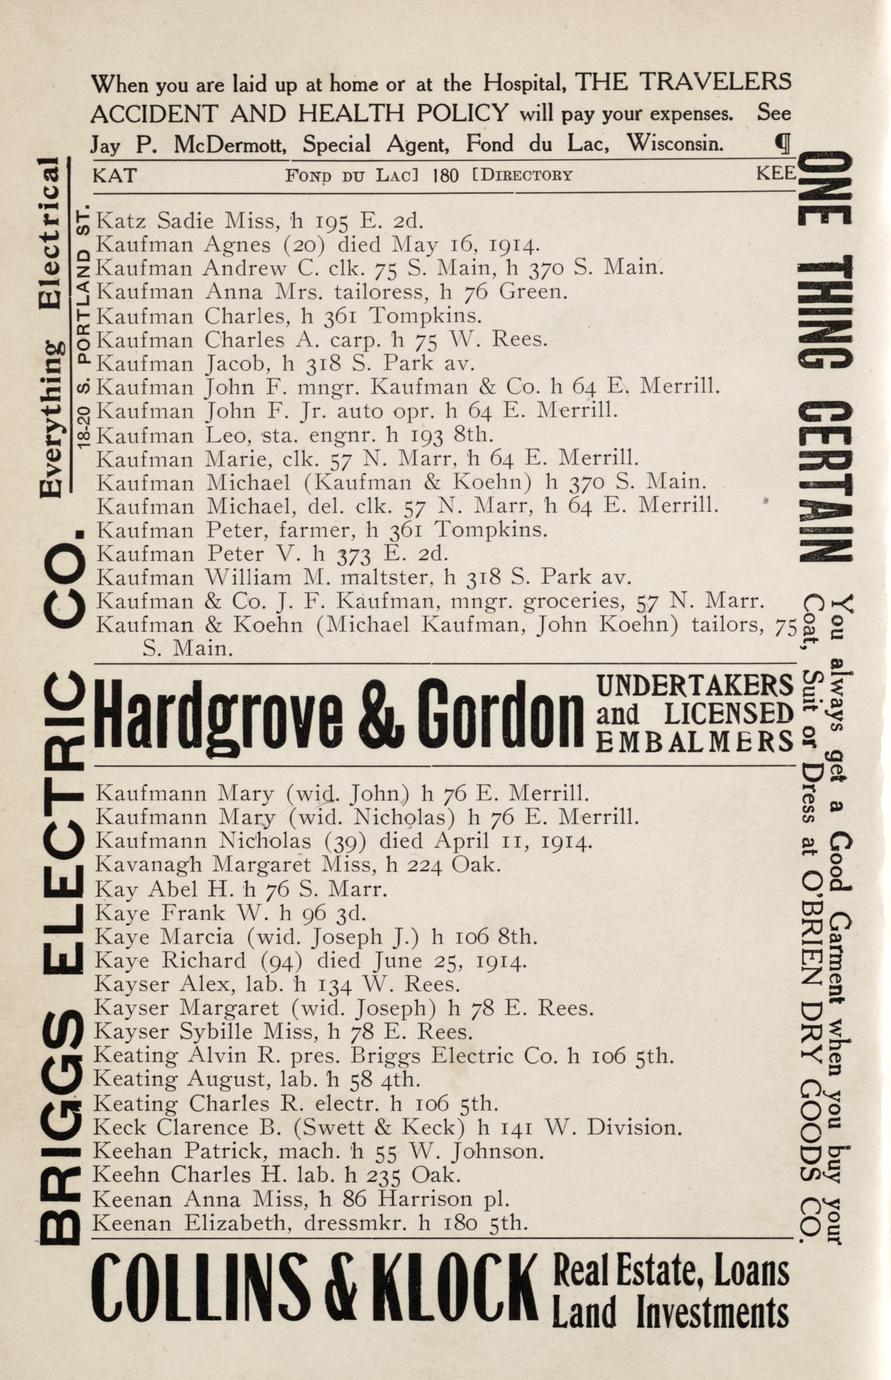 When you are laid up at home or at the Hospital, THE TRAVELERS
ACCIDENT AND HEALTH POLICY will pay your expenses. See
Jay P. McDermott, Special Agent, Fond du Lac, Wisconsin. ¶
KAT FOND DU LAC] 180 [DIRECTORY KEE
Katz Sadie Miss, h 195 E. 2d.
Kaufman Agnes (20) died May 16, 1914.
Kaufman Andrew C. clk. 75 S. Main, h 370 S. Main.
Kaufman Anna Mrs. tailoress, h 76 Green.
Kaufman Charles, h 361 Tompkins.
Kaufman Charles A. carp. h 75 W. Rees.
Kaufman Jacob, h 318 S. Park av.
Kaufman John F. mngr. Kaufman & Co. h 64 E. Merrill.
Kaufman John F. Jr. auto opr. h 64 E. Merrill.
Kaufman Leo, sta. engnr. h 193 8th.
Kaufman Marie, clk. 57 N. Marr, h 64 E. Merrill.
Kaufman Michael (Kaufman & Koehn) h 370 S. Main.
Kaufman Michael, del. clk. 57 N. Marr, h 64 E. Merrill.
Kaufman Peter, farmer, h 361 Tompkins.
Kaufman Peter V. h 373 E. 2d.
Kaufman William M. maltster, h 318 S. Park av.
Kaufman & Co. J. F. Kaufman, mngr. groceries, 57 N. Marr.
Kaufman & Koehn (Michael Kaufman, John Koehn) tailors, 75
S. Main.
Hardgrove & Gordon
UNDERTAKERS
and LICENSED
EMBALMERS
Kaufmann Mary (wid. John) h 76 E. Merrill.
Kaufmann Mary (wid. Nicholas) h 76 E. Merrill.
Kaufmann Nicholas (39) died April 11, 1914.
Kavanagh Margaret Miss, h 224 Oak.
Kay Abel H. h 76 S. Marr.
Kaye Frank W. h 96 3d.
Kaye Marcia (wid. Joseph J.) h 106 8th.
Kaye Richard (94) died June 25, 1914.
Kayser Alex, lab. h 134 W. Rees.
Kayser Margaret (wid. Joseph) h 78 E. Rees.
Kayser Sybille Miss, h 78 E. Rees.
Keating Alvin R. pres. Briggs Electric Co. h 106 5th.
Keating August, lab. h 58 4th.
Keating Charles R. electr. h 106 5th.
Keck Clarence B. (Swett & Keck) h 141 W. Division.
Keehan Patrick, mach. h 55 W. Johnson.
Keehn Charles H. lab. h 235 Oak.
Keenan Anna Miss, h 86 Harrison pl.
Keenan Elizabeth, dressmkr. h 180 5th.
COLLINS & KLOCK
Real Estate, Loans
Land Investments
BRIGGS ELECTRIC CO.
Everything Electrical
18-20 S. PORTLAND ST.
ONE THING CERTAIN
You always get a Good Garment when you buy your
Coat, Suit or Dress at O'BRIEN DRY GOODS CO.